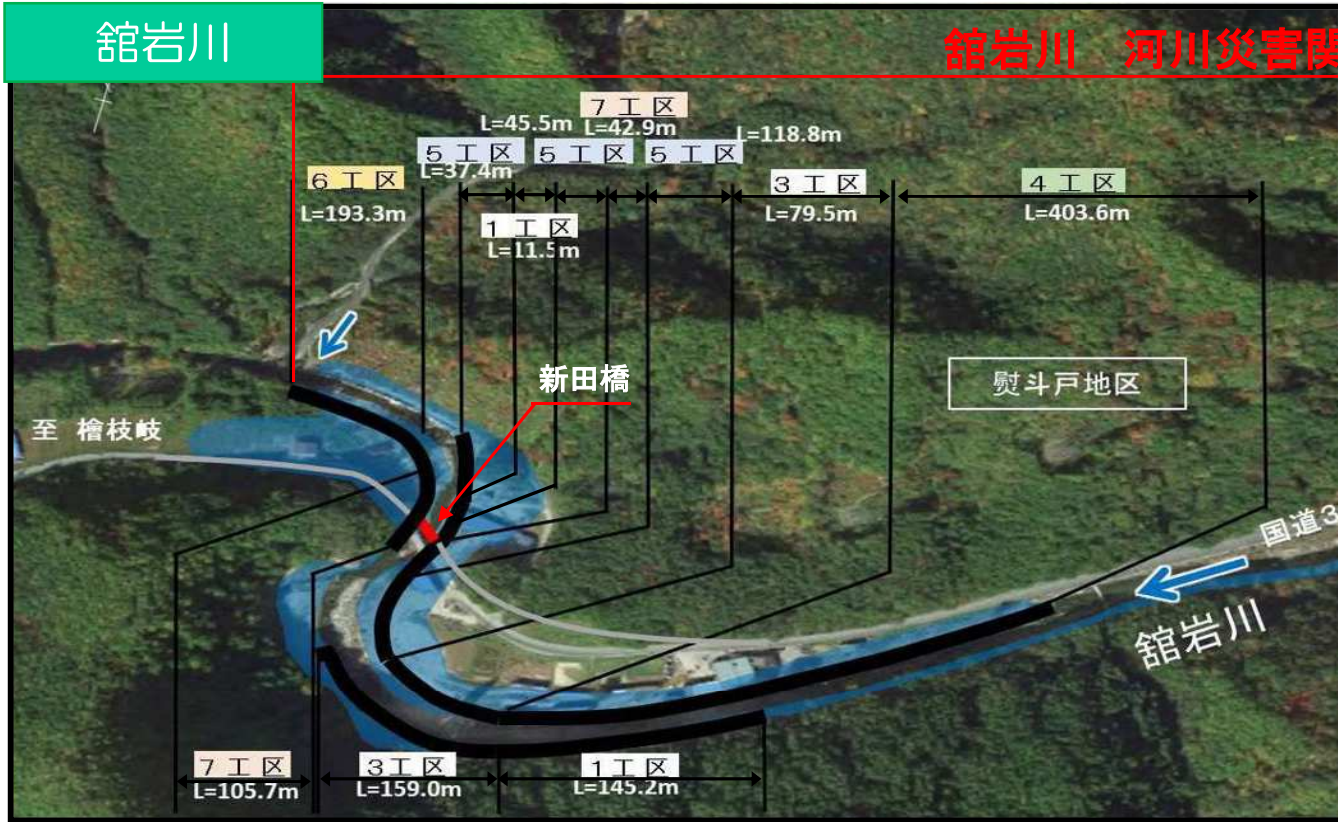 舘岩川
舘岩川 河川災害関
7工区
L=45.5m
L=42.9m
L=118.8m
5工区
5工区
5工区
L=37.4m
6工区
L=193.3m
3工区
L=79.5m
4工区
L=403.6m
1工区
L=11.5m
新田橋
熨斗戸地区
至 檜枝岐
国道3
舘岩川
7工区
L=105.7m
3工区
L=159.0m
1工区
L=145.2m